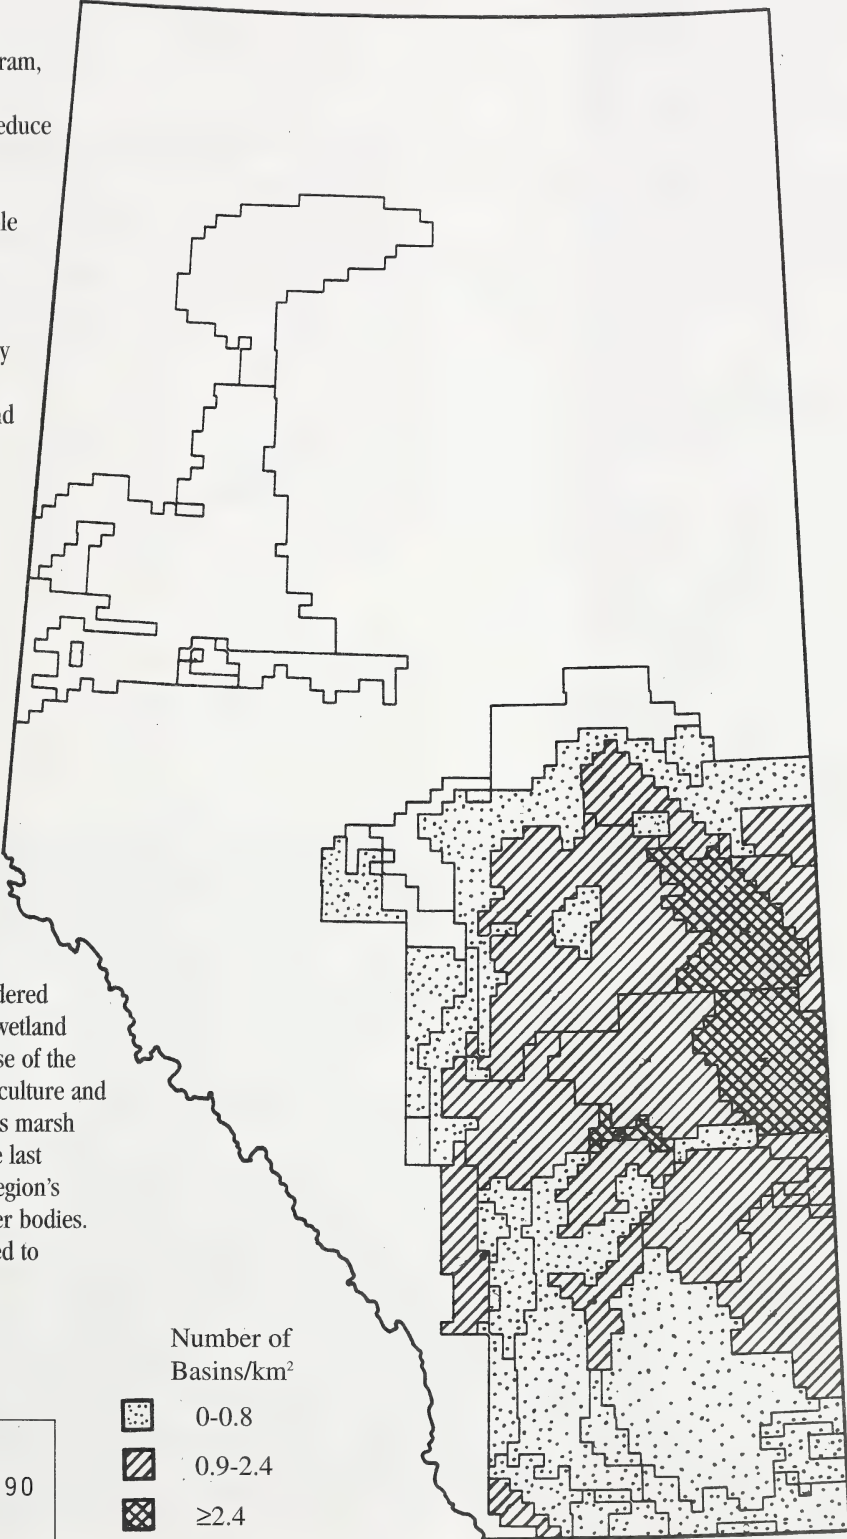 ram,
educe
le
y
nd
dered
wetland
se of the
culture and
s marsh
e last
egion's
er bodies.
ed to
Number of
Basins/km²
0-0.8
0.9-2.4
≥2.4
90